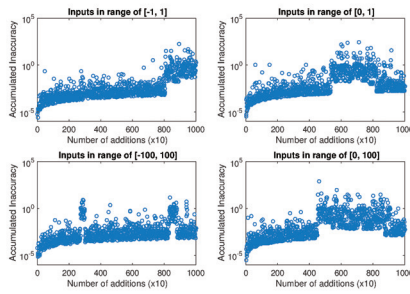 Inputs in range of [-1, 1]
Accumulated Inaccuracy
10^5
10^0
10^-5
0 200 400 600 800 1000
Number of additions (x10)
Inputs in range of [0, 1]
Accumulated Inaccuracy
10^5
10^0
10^-5
0 200 400 600 800 1000
Number of additions (x10)
Inputs in range of [-100, 100]
Accumulated Inaccuracy
10^5
10^0
10^-5
0 200 400 600 800 1000
Number of additions (x10)
Inputs in range of [0, 100]
Accumulated Inaccuracy
10^5
10^0
10^-5
0 200 400 600 800 1000
Number of additions (x10)